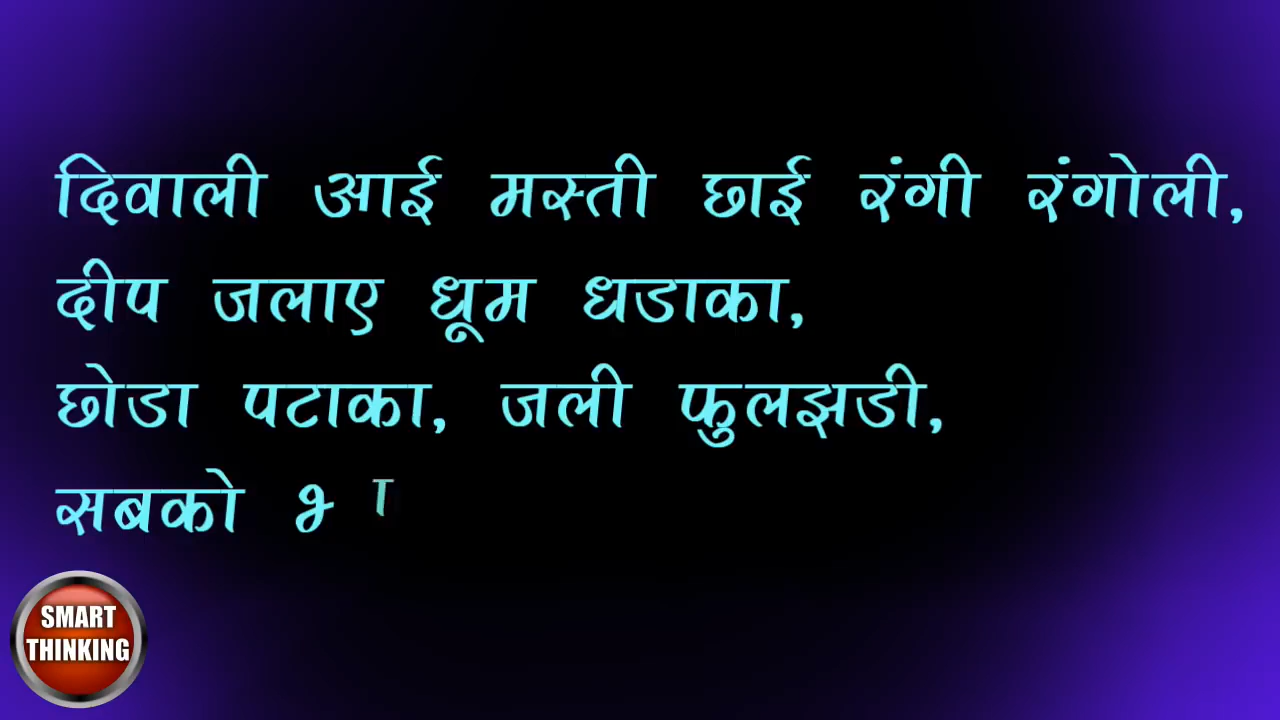 दिवाली आई मस्ती छाई रंगी रंगोली,
दीप जलाए धूम धडाका,
छोडा पटाका, जली फुलझडी,
सबको
SMART
THINKING